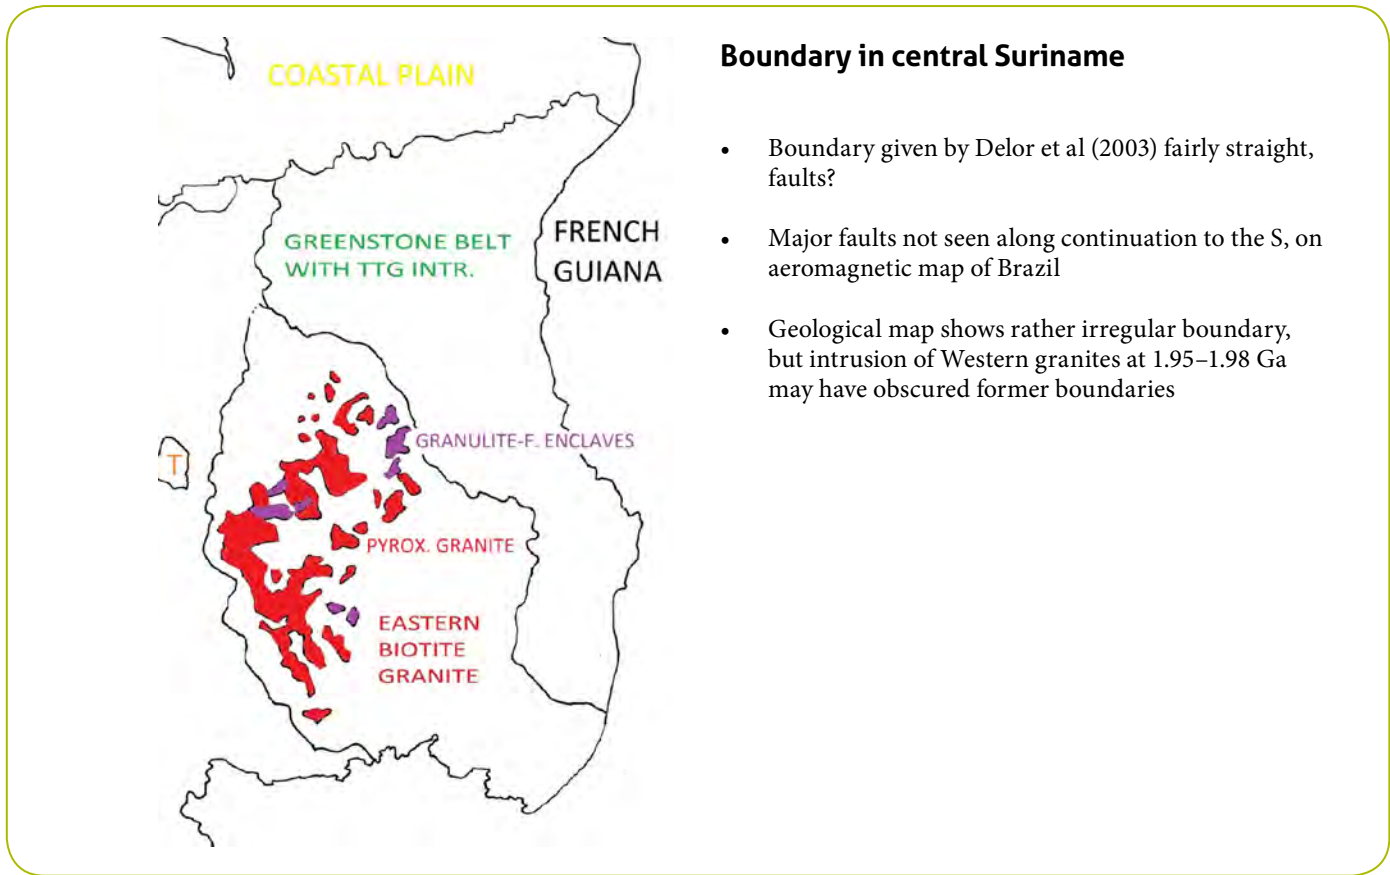 COASTAL PLAIN
GREENSTONE BELT
WITH TTG INTR.
FRENCH
GUIANA
GRANULITE-F. ENCLAVES
T
PYROX. GRANITE
EASTERN
BIOTITE
GRANITE
Boundary in central Suriname
• Boundary given by Delor et al (2003) fairly straight,
faults?
• Major faults not seen along continuation to the S, on
aeromagnetic map of Brazil
• Geological map shows rather irregular boundary,
but intrusion of Western granites at 1.95–1.98 Ga
may have obscured former boundaries